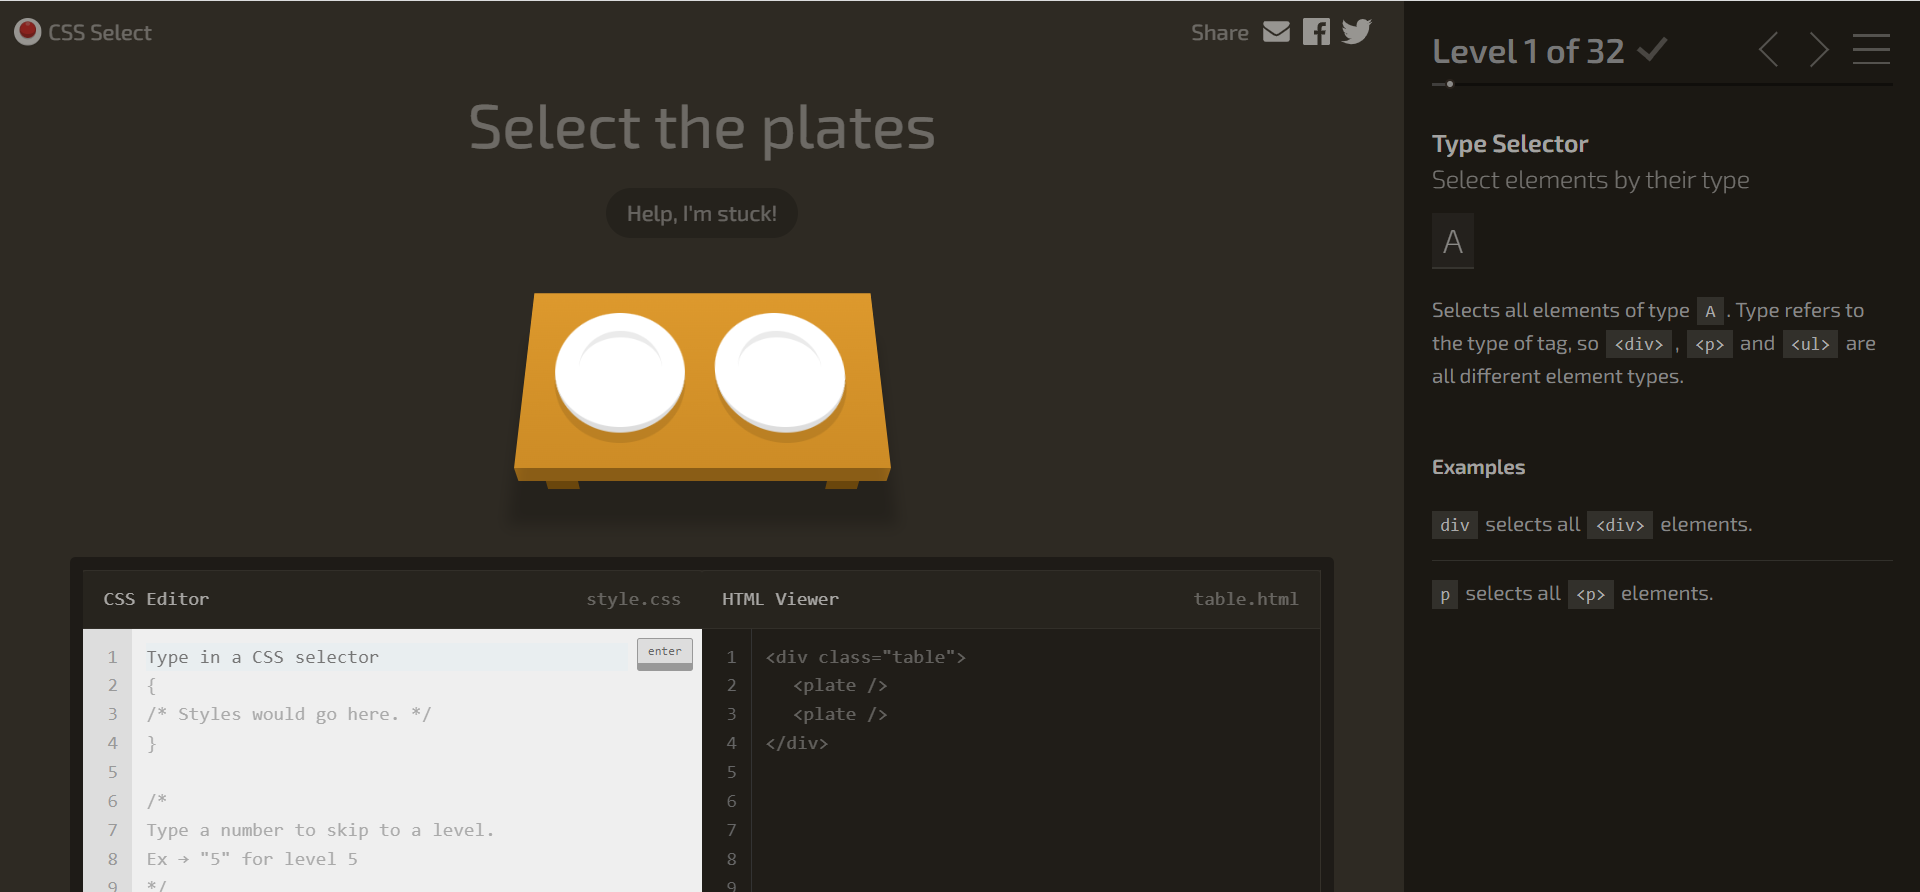 CSS Select
Share
Select the plates
Help, I'm stuck!
CSS Editor
style.css
1 Type in a CSS selector
enter
2 {
3 /* Styles would go here. */
4 }
5
6 /*
7 Type a number to skip to a level.
8 Ex → "5" for level 5
9 */
HTML Viewer
table.html
1 <div class="table">
2 <plate />
3 <plate />
4 </div>
5
6
7
8
9
Level 1 of 32
Type Selector
Select elements by their type
A
Selects all elements of type A . Type refers to
the type of tag, so <div> , <p> and <ul> are
all different element types.
Examples
div selects all <div> elements.
p selects all <p> elements.